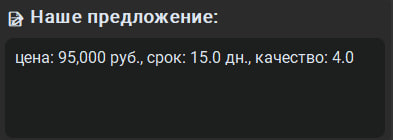 Наше предложение:
цена: 95,000 руб., срок: 15.0 дн., качество: 4.0